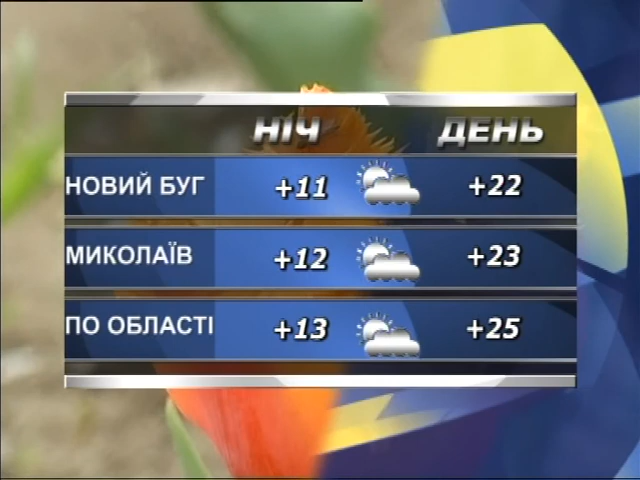 НІЧ ДЕНЬ
НОВИЙ БУГ +11 +22
МИКОЛАЇВ +12 +23
ПО ОБЛАСТІ +13 +25